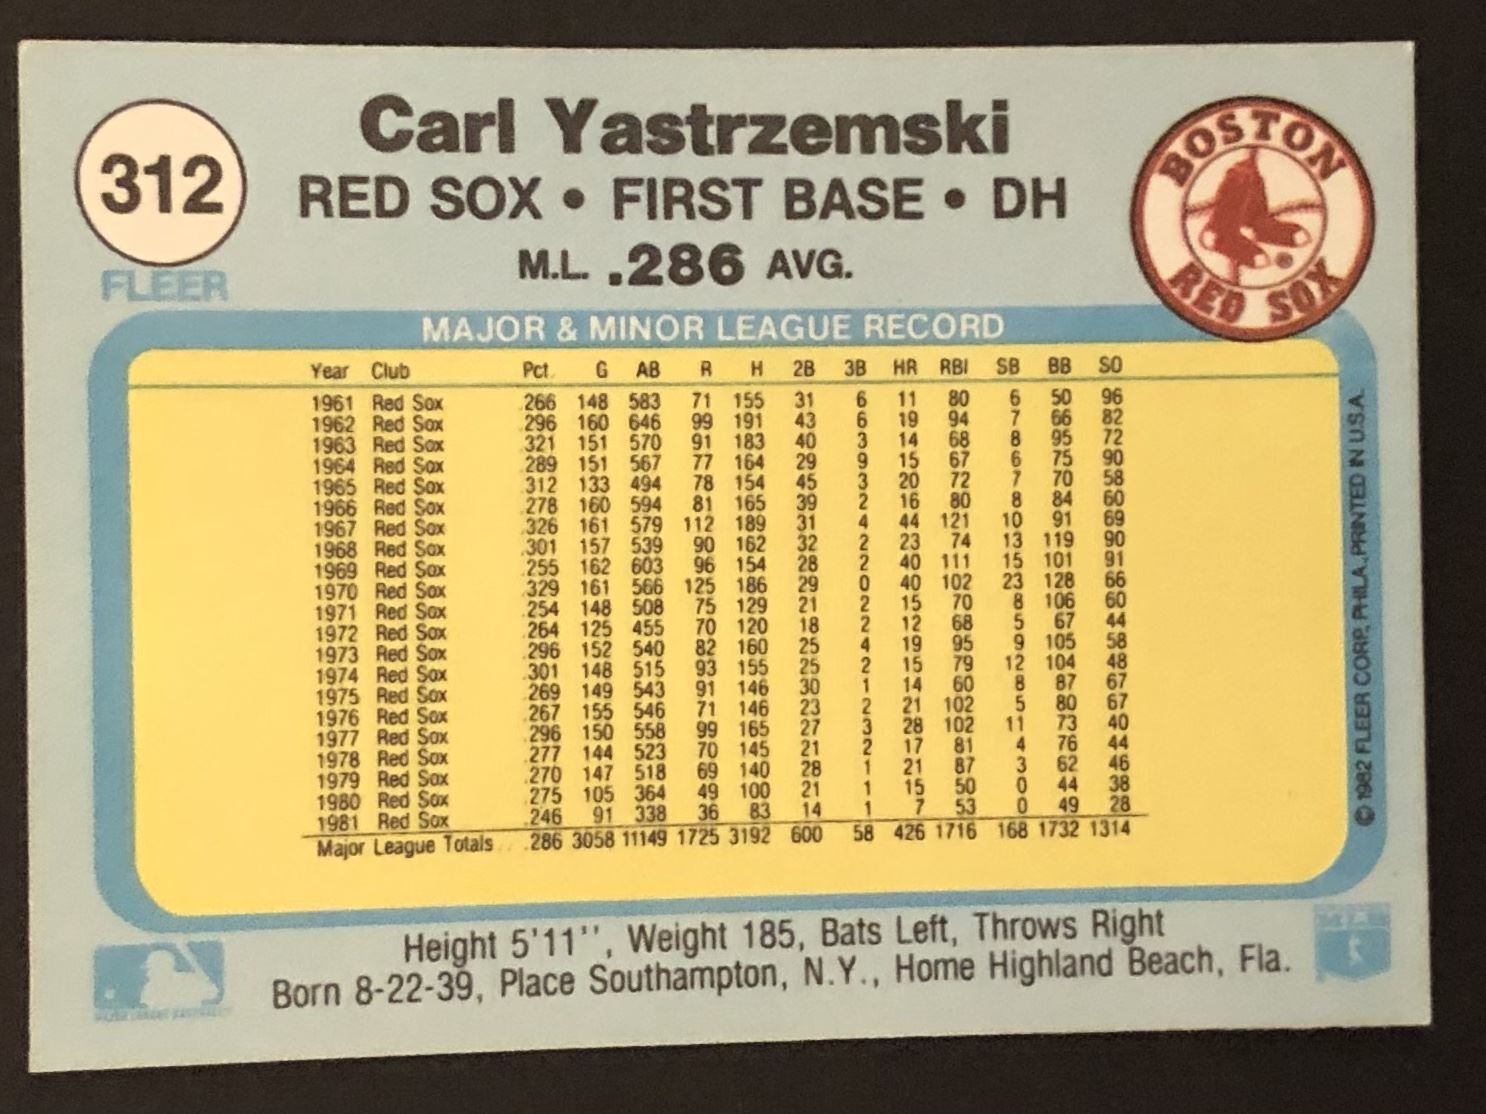 312
FLEER
Carl Yastrzemski
RED SOX • FIRST BASE • DH
M.L. .286 AVG.
BOSTON
RED SOX
MAJOR & MINOR LEAGUE RECORD
Year Club Pct. G AB R H 2B 3B HR RBI SB BB SO
1961 Red Sox .266 148 583 71 155 31 6 11 80 6 50 96
1962 Red Sox .296 160 646 99 191 43 6 19 94 7 66 82
1963 Red Sox .321 151 570 91 183 40 3 14 68 8 95 72
1964 Red Sox .289 151 567 77 164 29 9 15 67 6 75 90
1965 Red Sox .312 133 494 78 154 45 3 20 72 7 70 58
1966 Red Sox .278 160 594 81 165 39 2 16 80 8 84 60
1967 Red Sox .326 161 579 112 189 31 4 44 121 10 91 69
1968 Red Sox .301 157 539 90 162 32 2 23 74 13 119 90
1969 Red Sox .255 162 603 96 154 28 2 40 111 15 101 91
1970 Red Sox .329 161 566 125 186 29 0 40 102 23 128 66
1971 Red Sox .254 148 508 75 129 21 2 15 70 8 106 60
1972 Red Sox .264 125 455 70 120 18 2 12 68 5 67 44
1973 Red Sox .296 152 540 82 160 25 4 19 95 9 105 58
1974 Red Sox .301 148 515 93 155 25 2 15 79 12 104 48
1975 Red Sox .269 149 543 91 146 30 1 14 60 8 87 67
1976 Red Sox .267 155 546 71 146 23 2 21 102 5 80 67
1977 Red Sox .296 150 558 99 165 27 3 28 102 11 73 40
1978 Red Sox .277 144 523 70 145 21 2 17 81 4 76 44
1979 Red Sox .270 147 518 69 140 28 1 21 87 3 62 46
1980 Red Sox .275 105 364 49 100 21 1 15 50 0 44 38
1981 Red Sox .246 91 338 36 83 14 1 7 53 0 49 28
Major League Totals .286 3058 11149 1725 3192 600 58 426 1716 168 1732 1314
© 1982 FLEER CORP., PHILA., PRINTED IN U.S.A.
Height 5'11'', Weight 185, Bats Left, Throws Right
Born 8-22-39, Place Southampton, N.Y., Home Highland Beach, Fla.